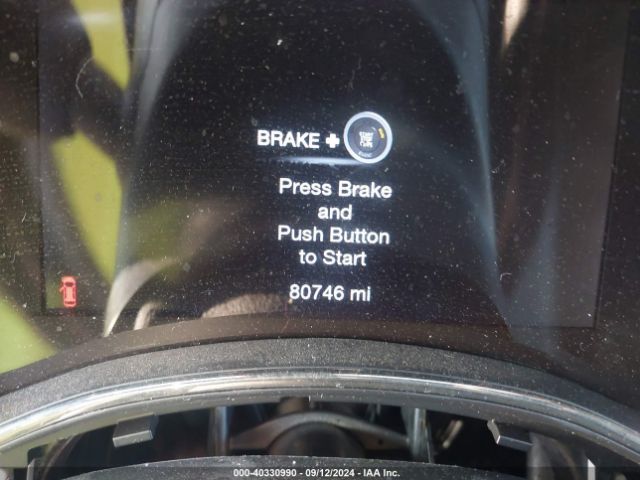 BRAKE +
Press Brake
and
Push Button
to Start
80746 mi
000-40330990 - 09/12/2024 - IAA Inc.